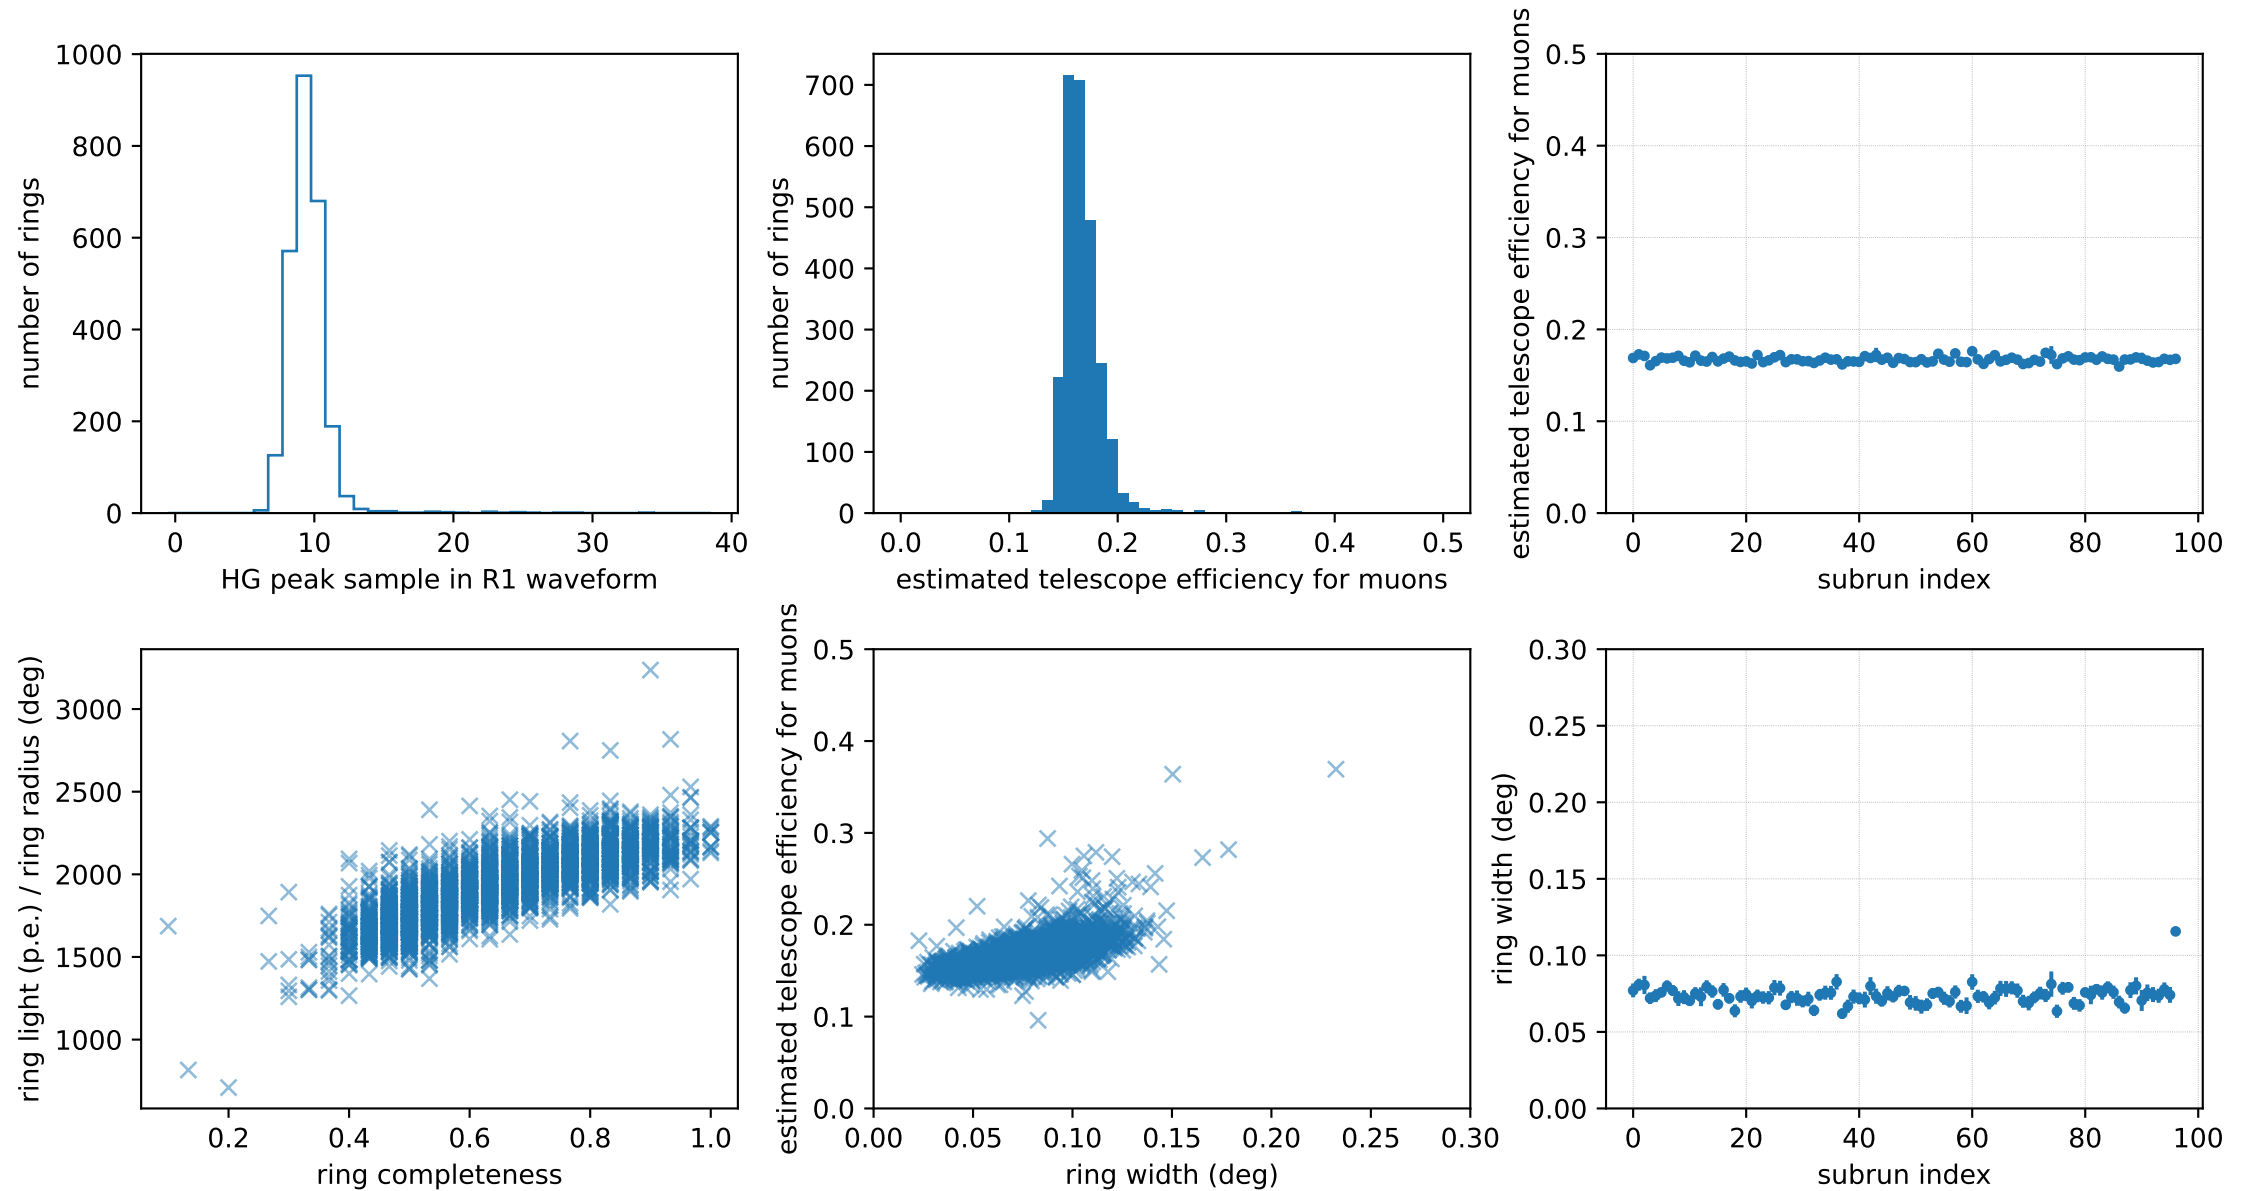 1000
800
600
400
200
0
number of rings
0 10 20 30 40
HG peak sample in R1 waveform
700
600
500
400
300
200
100
0
number of rings
0.0 0.1 0.2 0.3 0.4 0.5
estimated telescope efficiency for muons
0.5
0.4
0.3
0.2
0.1
0.0
estimated telescope efficiency for muons
0 20 40 60 80 100
subrun index
3000
2500
2000
1500
1000
ring light (p.e.) / ring radius (deg)
0.2 0.4 0.6 0.8 1.0
ring completeness
0.5
0.4
0.3
0.2
0.1
0.0
estimated telescope efficiency for muons
0.00 0.05 0.10 0.15 0.20 0.25 0.30
ring width (deg)
0.30
0.25
0.20
0.15
0.10
0.05
0.00
ring width (deg)
0 20 40 60 80 100
subrun index